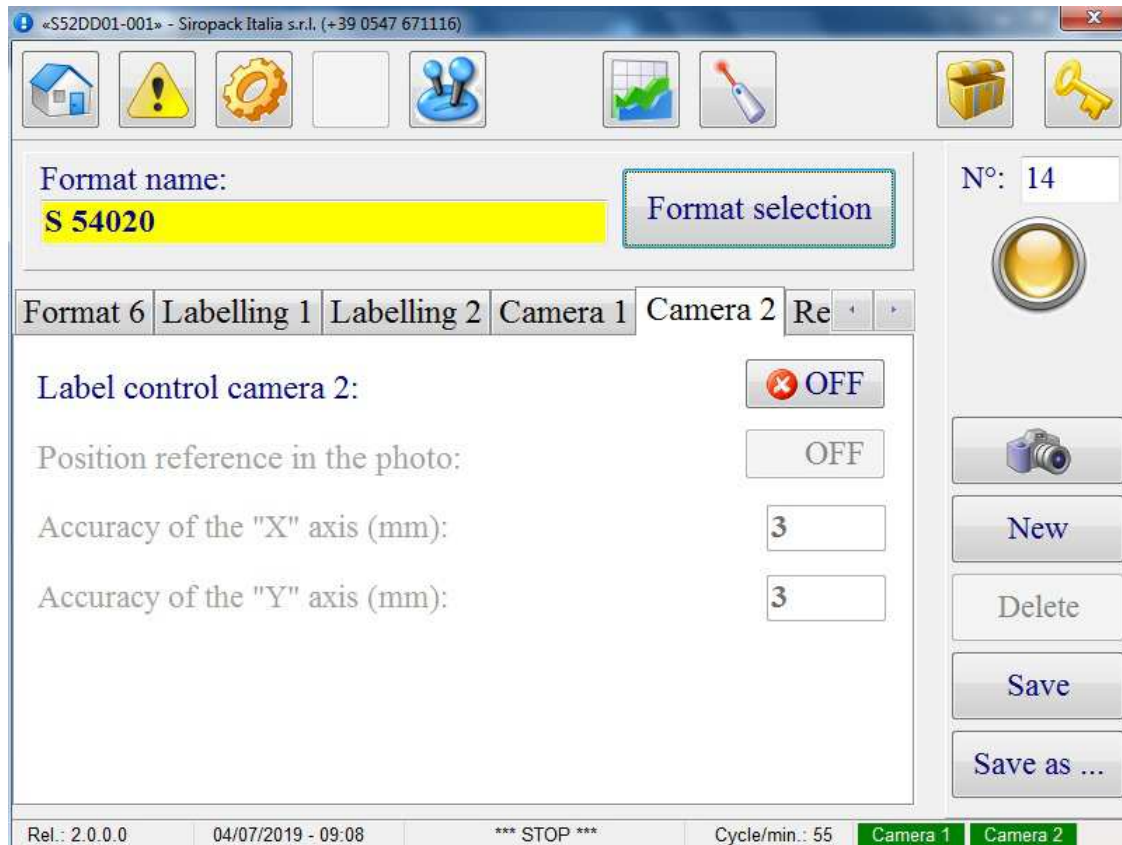 «S52DD01-001» - Siropack Italia s.r.l. (+39 0547 671116)
Format name:
S 54020
Format selection
N°: 14
Format 6 Labelling 1 Labelling 2 Camera 1 Camera 2 Re
Label control camera 2: OFF
Position reference in the photo: OFF
Accuracy of the "X" axis (mm): 3
Accuracy of the "Y" axis (mm): 3
New
Delete
Save
Save as ...
Rel.: 2.0.0.0 04/07/2019 - 09:08 *** STOP *** Cycle/min.: 55 Camera 1 Camera 2